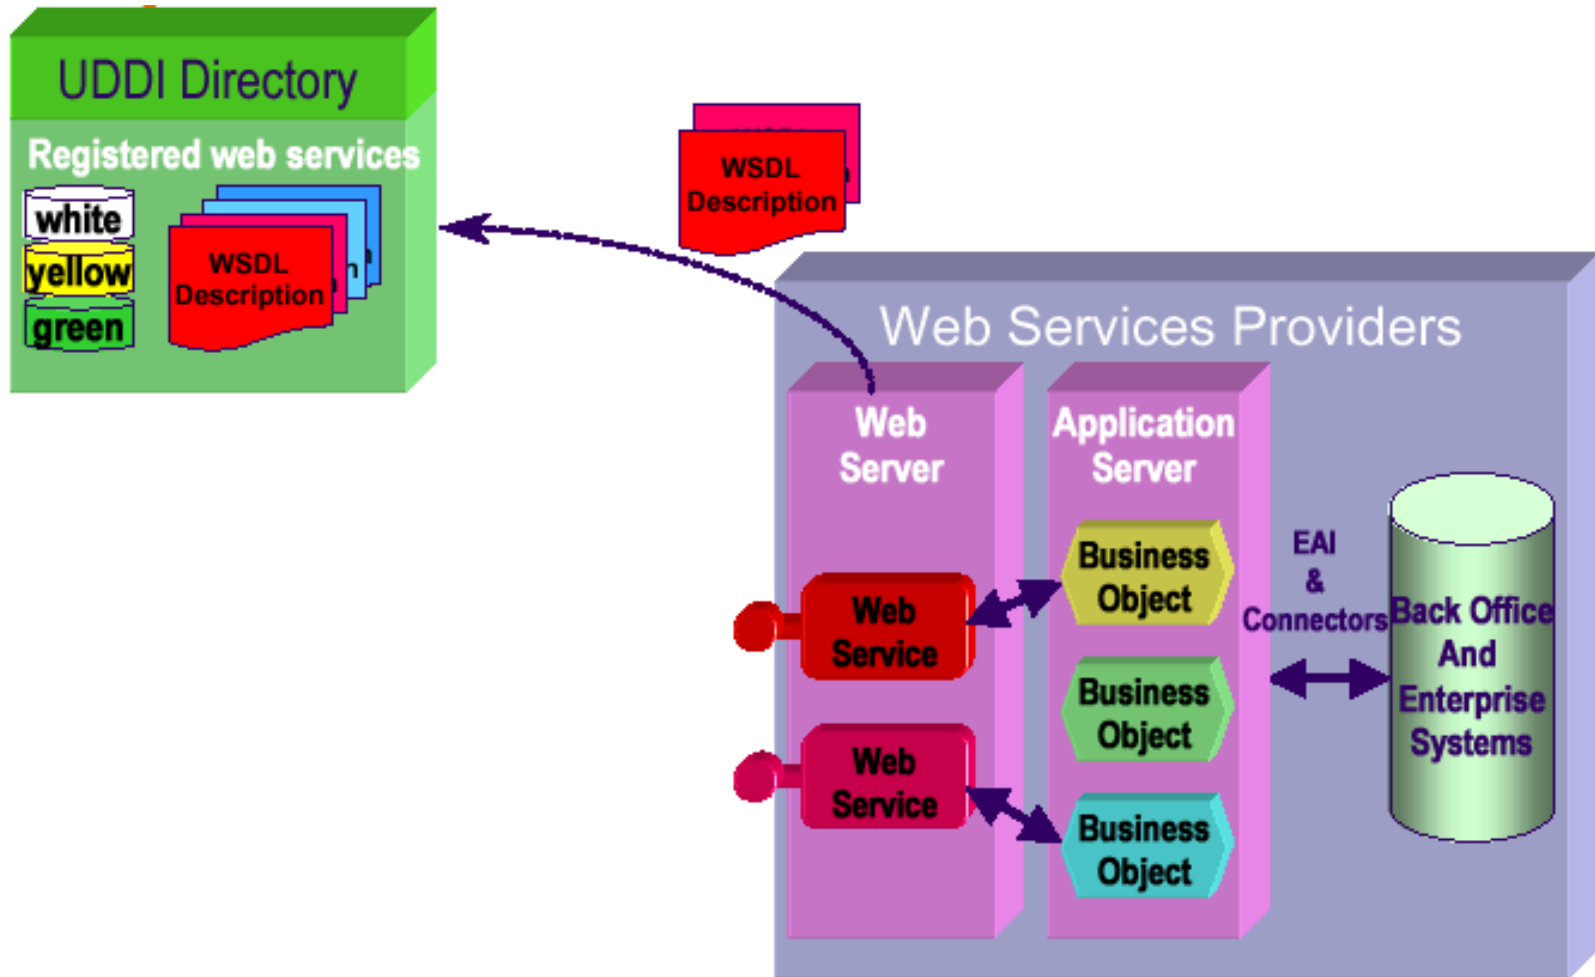 UDDI Directory
Registered web services
white
yellow
green
WSDL
Description
WSDL
Description
Web Services Providers
Web
Server
Application
Server
Web
Service
Web
Service
Business
Object
Business
Object
Business
Object
EAI
&
Connectors
Back Office
And
Enterprise
Systems